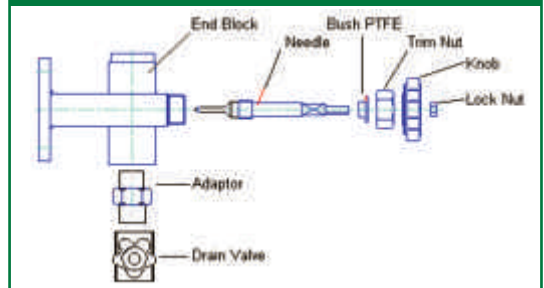 End Block
Bush PTFE
Needle
Trim Nut
Knob
Lock Nut
Adaptor
Drain Valve